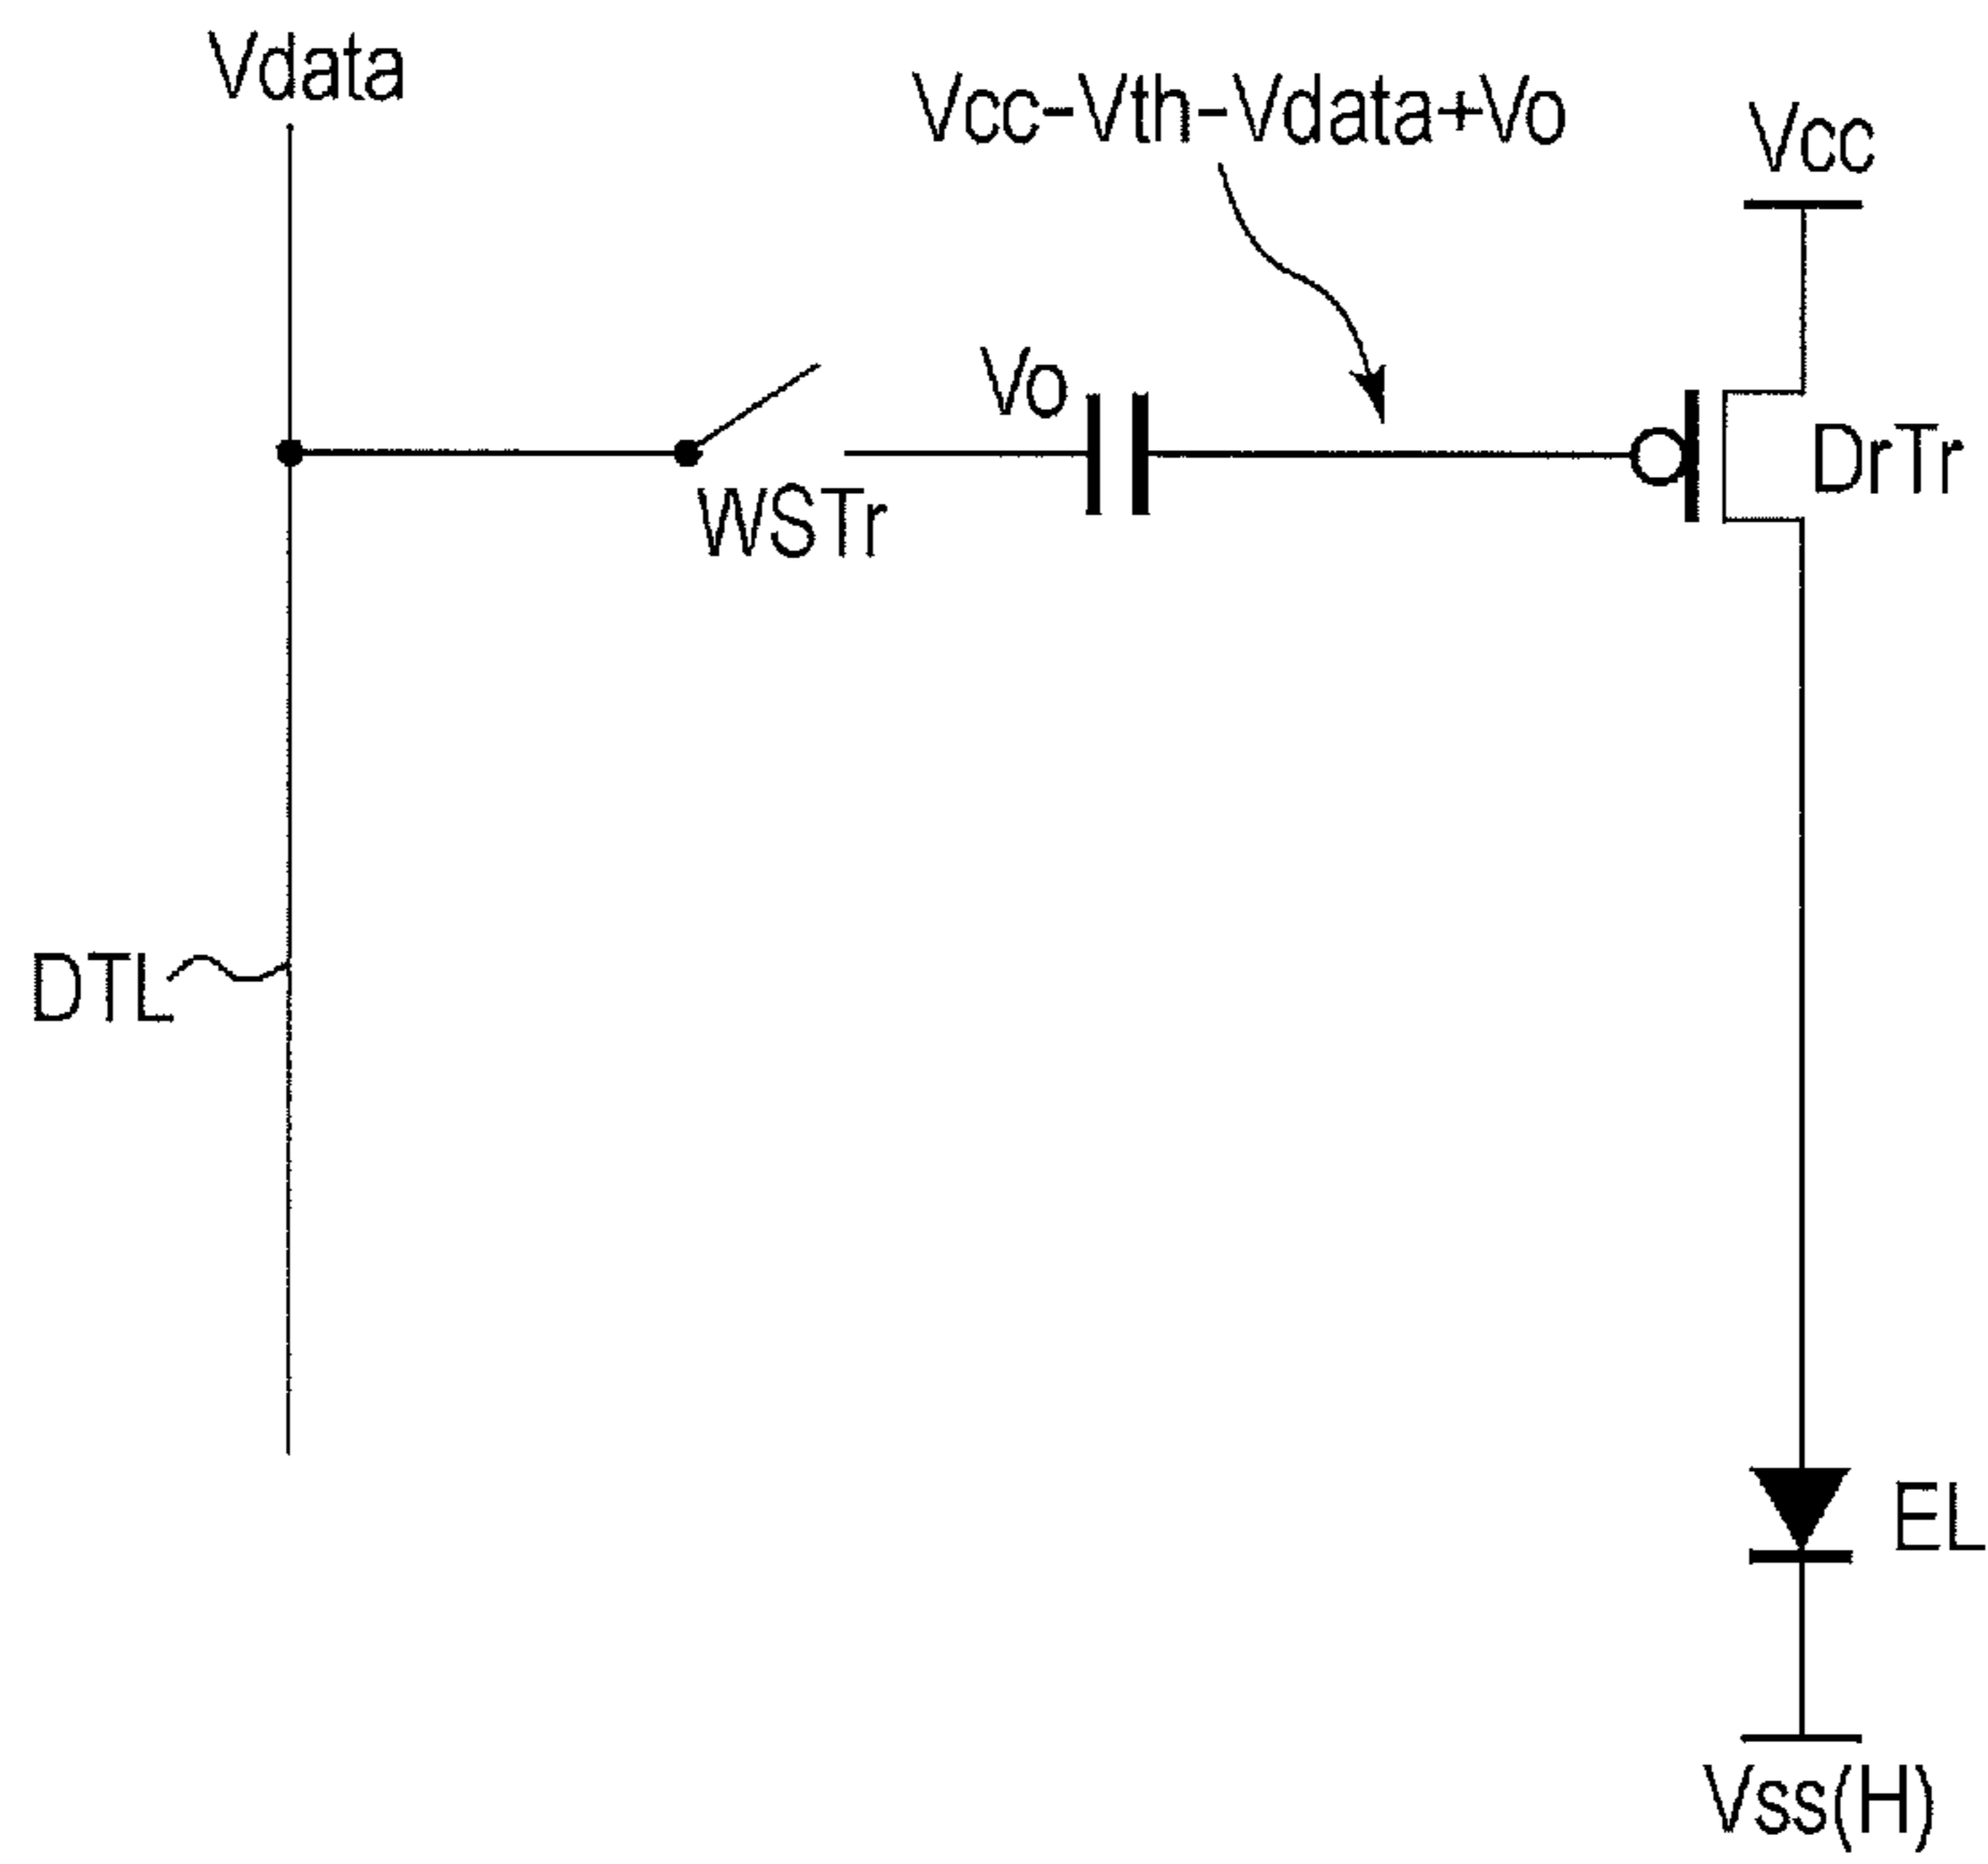 Vdata
Vcc-Vth-Vdata+Vo
Vcc
Vo
WSTr
DrTr
DTL
EL
Vss(H)